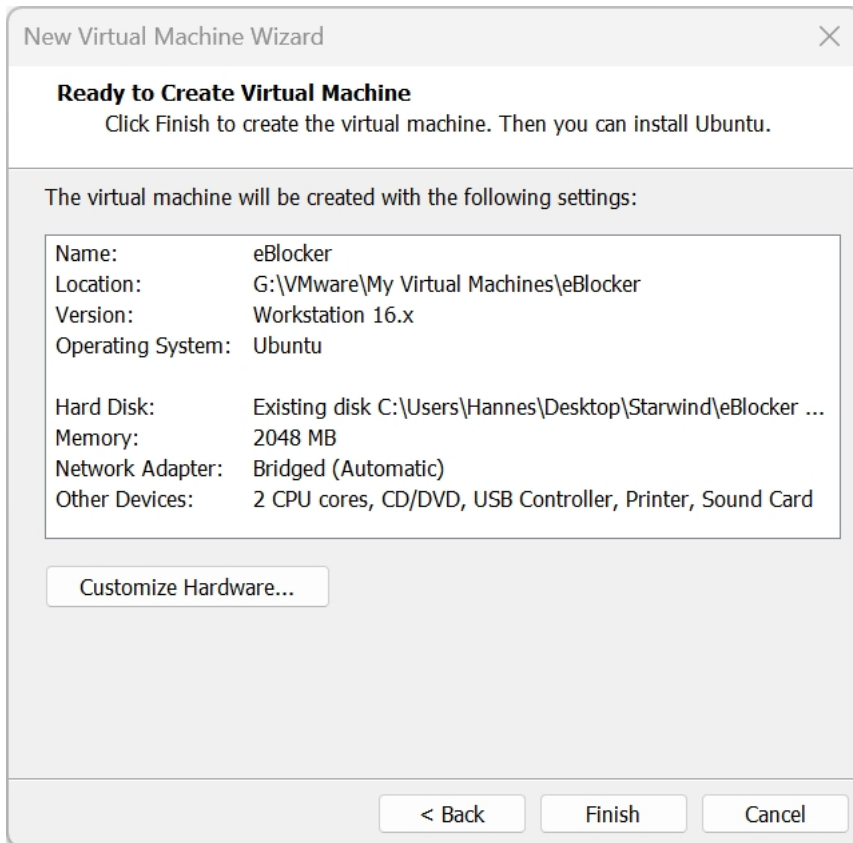 New Virtual Machine Wizard
Ready to Create Virtual Machine
Click Finish to create the virtual machine. Then you can install Ubuntu.
The virtual machine will be created with the following settings:
Name: eBlocker
Location: G:\VMware\My Virtual Machines\eBlocker
Version: Workstation 16.x
Operating System: Ubuntu
Hard Disk: Existing disk C:\Users\Hannes\Desktop\Starwind\eBlocker ...
Memory: 2048 MB
Network Adapter: Bridged (Automatic)
Other Devices: 2 CPU cores, CD/DVD, USB Controller, Printer, Sound Card
Customize Hardware...
< Back Finish Cancel